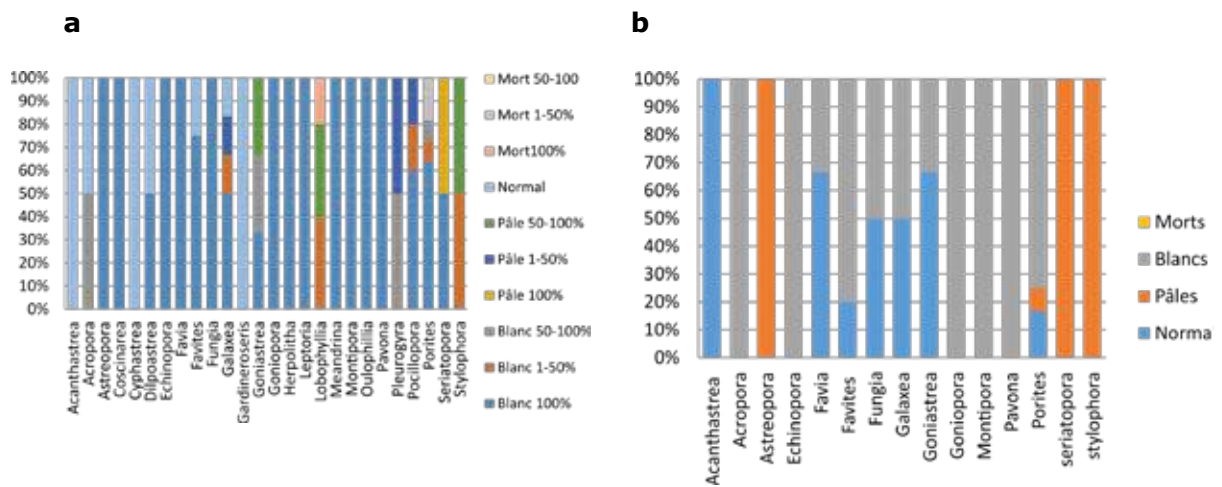 a
100%
90%
80%
70%
60%
50%
40%
30%
20%
10%
0%
Acanthastrea
Acropora
Astreopora
Coscinarea
Cyphastrea
Dilpoastrea
Echinopora
Favia
Favites
Fungia
Galaxea
Gardineroseris
Goniastrea
Goniopora
Herpolitha
Leptoria
Lobophyllia
Meandrina
Montipora
Oulophillia
Pavona
Pleurogyra
Pocillopora
Porites
Seriatopora
Stylophora
Mort 50-100
Mort 1-50%
Mort100%
Normal
Pâle 50-100%
Pâle 1-50%
Pâle 100%
Blanc 50-100%
Blanc 1-50%
Blanc 100%
b
100%
90%
80%
70%
60%
50%
40%
30%
20%
10%
0%
Acanthastrea
Acropora
Astreopora
Echinopora
Favia
Favites
Fungia
Galaxea
Goniastrea
Goniopora
Montipora
Pavona
Porites
seriatopora
stylophora
Morts
Blancs
Pâles
Norma